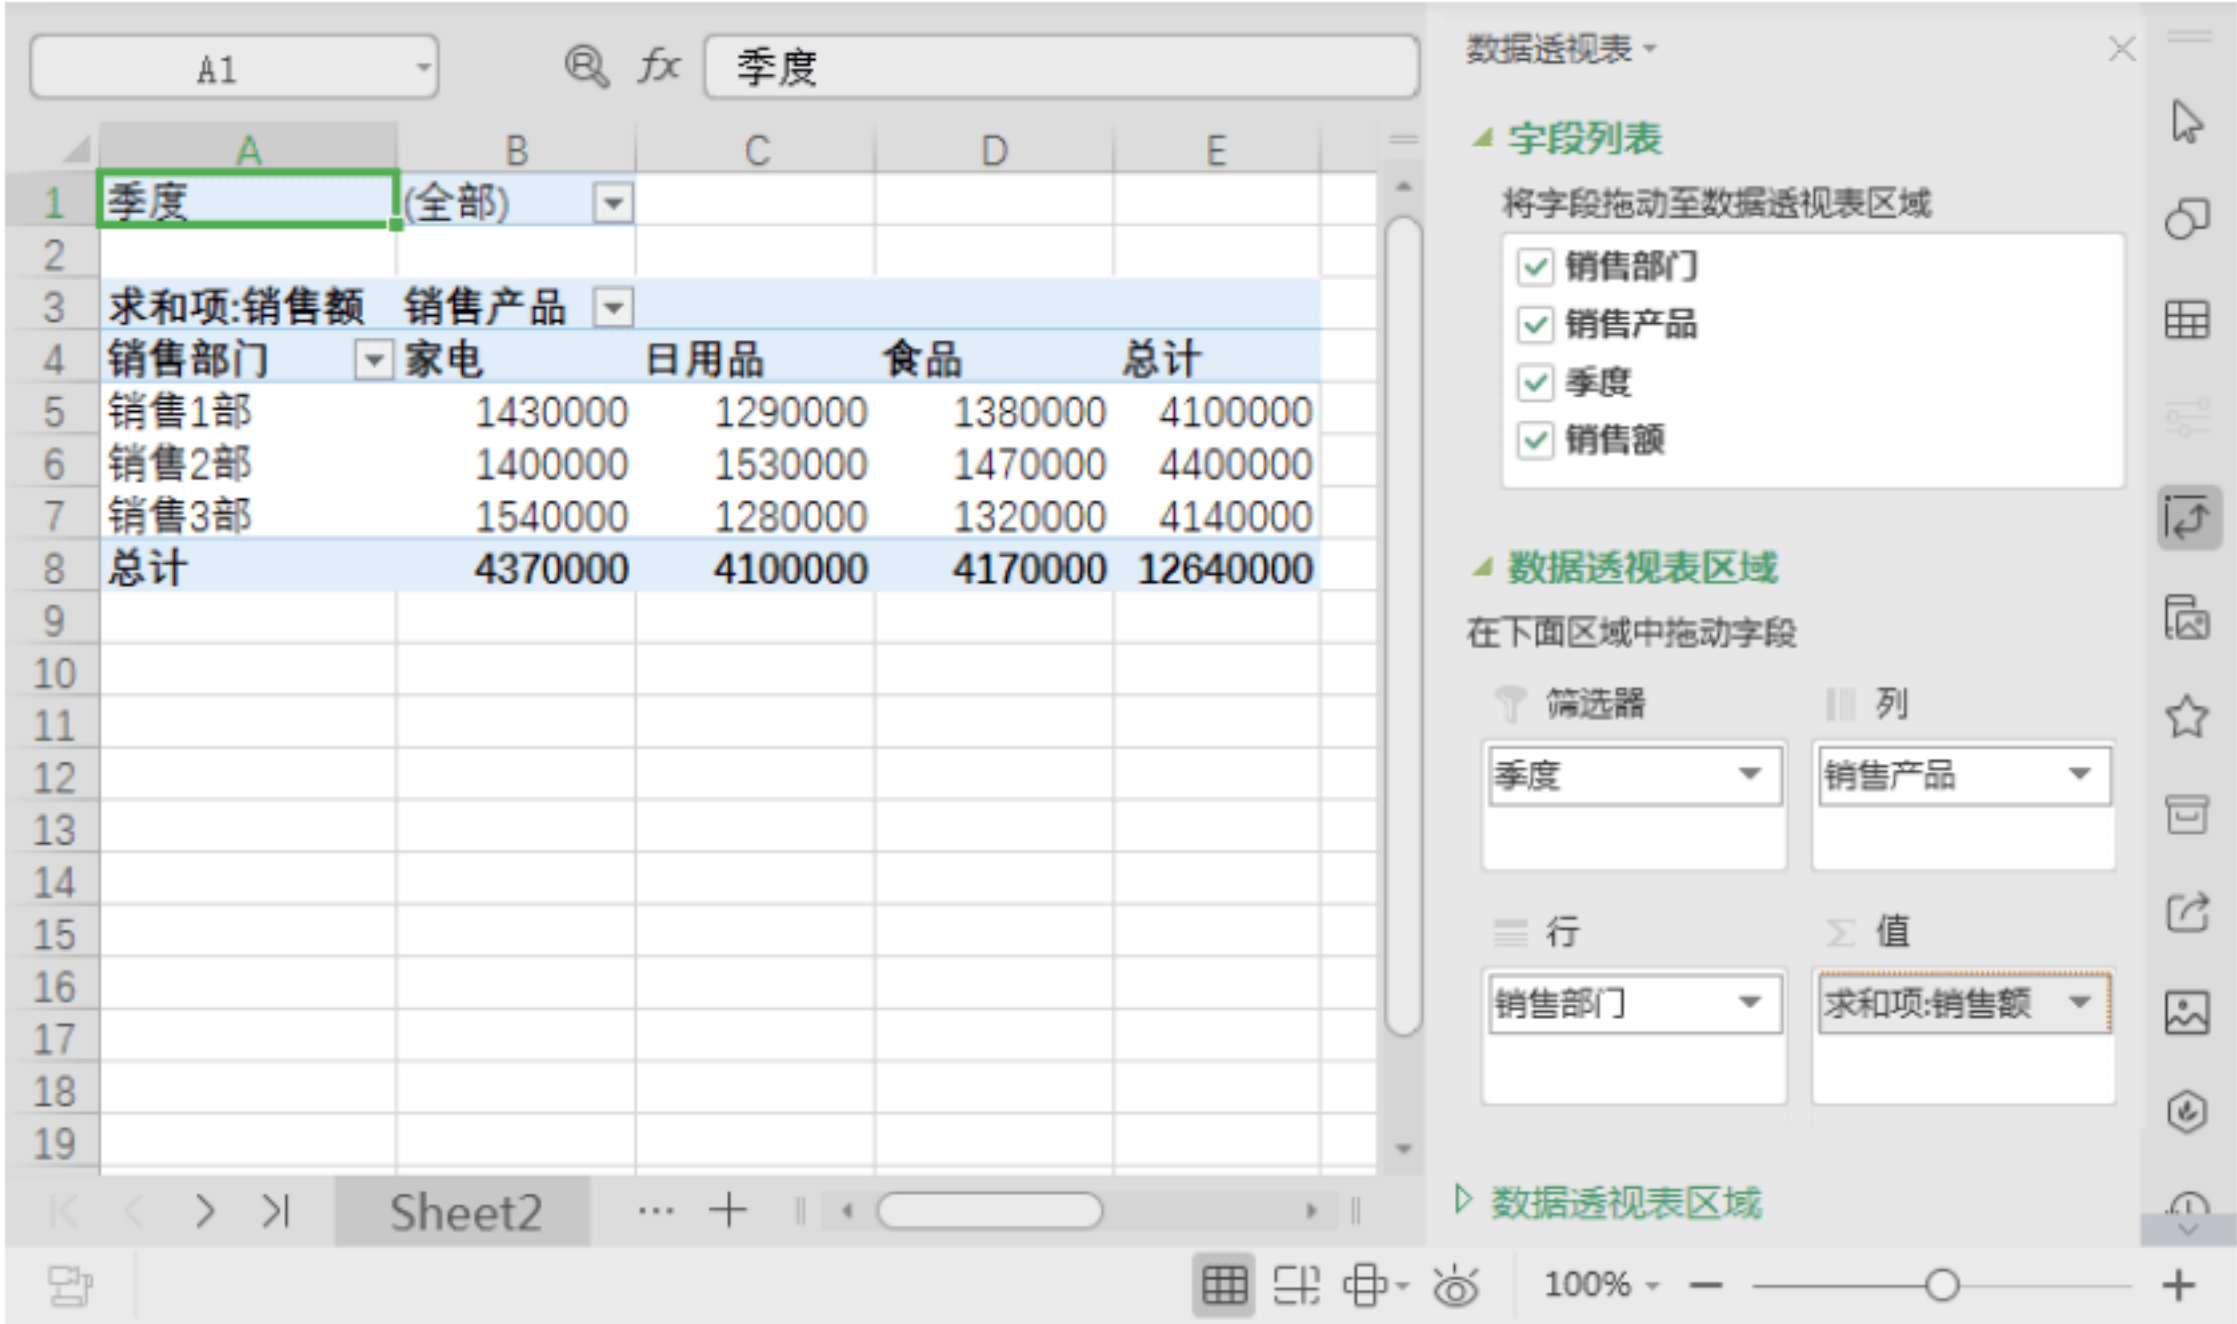 A1 fx 季度
A B C D E
1 季度 (全部)
2
3 求和项:销售额 销售产品
4 销售部门 家电 日用品 食品 总计
5 销售1部 1430000 1290000 1380000 4100000
6 销售2部 1400000 1530000 1470000 4400000
7 销售3部 1540000 1280000 1320000 4140000
8 总计 4370000 4100000 4170000 12640000
9
10
11
12
13
14
15
16
17
18
19
Sheet2 ···
数据透视表
字段列表
将字段拖动至数据透视表区域
销售部门
销售产品
季度
销售额
数据透视表区域
在下面区域中拖动字段
筛选器 列
季度 销售产品
行 Σ 值
销售部门 求和项:销售额
数据透视表区域
100%